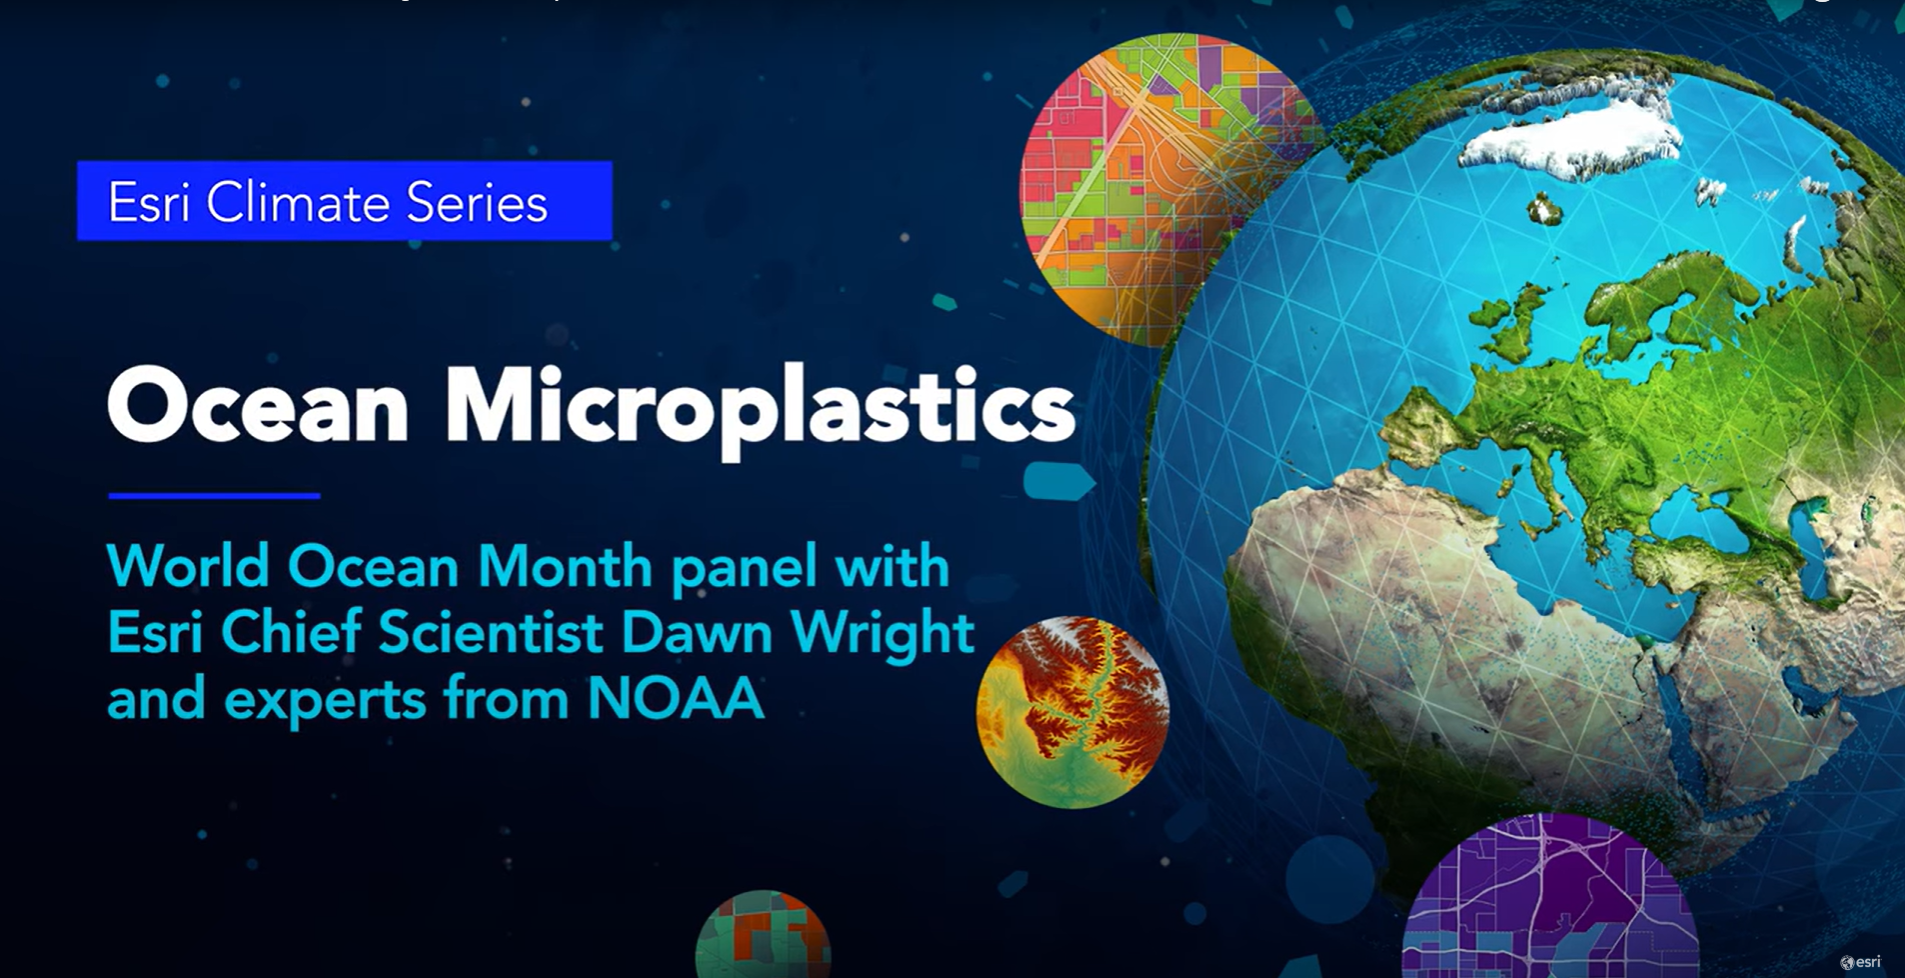 Esri Climate Series
Ocean Microplastics
World Ocean Month panel with
Esri Chief Scientist Dawn Wright
and experts from NOAA
esri